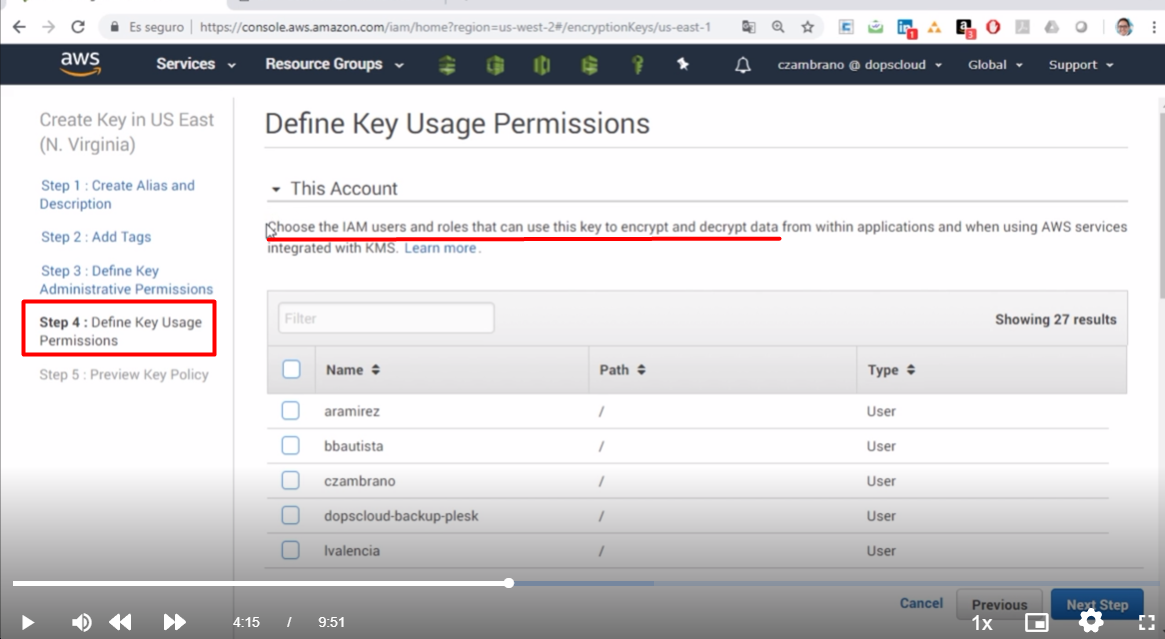 Es seguro | https://console.aws.amazon.com/iam/home?region=us-west-2#/encryptionKeys/us-east-1
1
a
3
aws
Services
Resource Groups
czambrano @ dopscloud
Global
Support
Create Key in US East
(N. Virginia)
Step 1 : Create Alias and
Description
Step 2 : Add Tags
Step 3 : Define Key
Administrative Permissions
Step 4 : Define Key Usage
Permissions
Step 5 : Preview Key Policy
Define Key Usage Permissions
This Account
Choose the IAM users and roles that can use this key to encrypt and decrypt data from within applications and when using AWS services
integrated with KMS. Learn more.
Filter
Showing 27 results
Name
Path
Type
aramirez / User
bbautista / User
czambrano / User
dopscloud-backup-plesk / User
lvalencia / User
Cancel
Previous
Next Step
4:15 / 9:51
1x